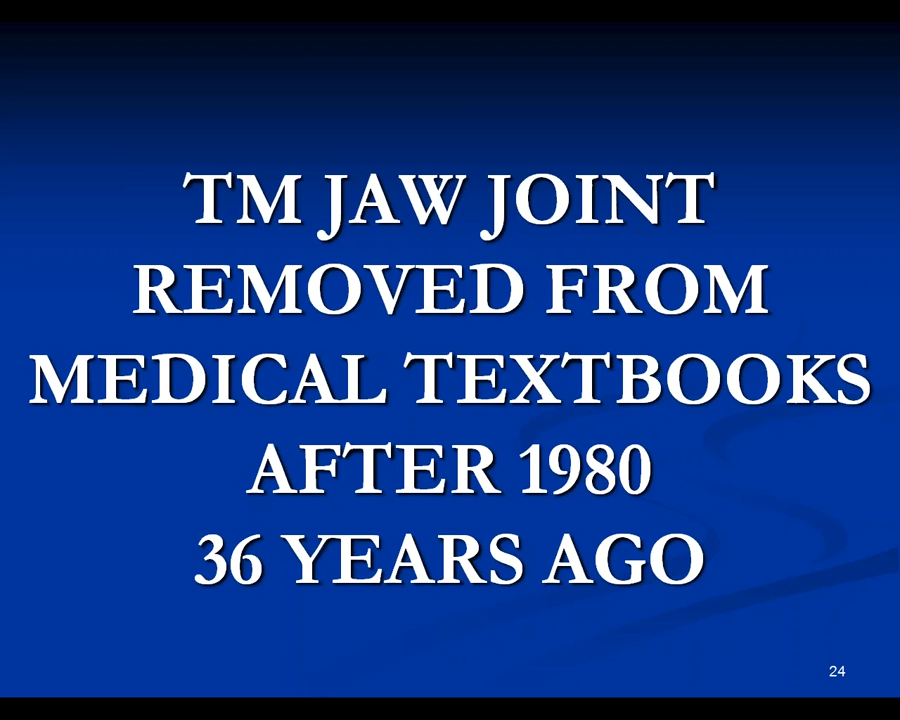 TM JAW JOINT
REMOVED FROM
MEDICAL TEXTBOOKS
AFTER 1980
36 YEARS AGO
24